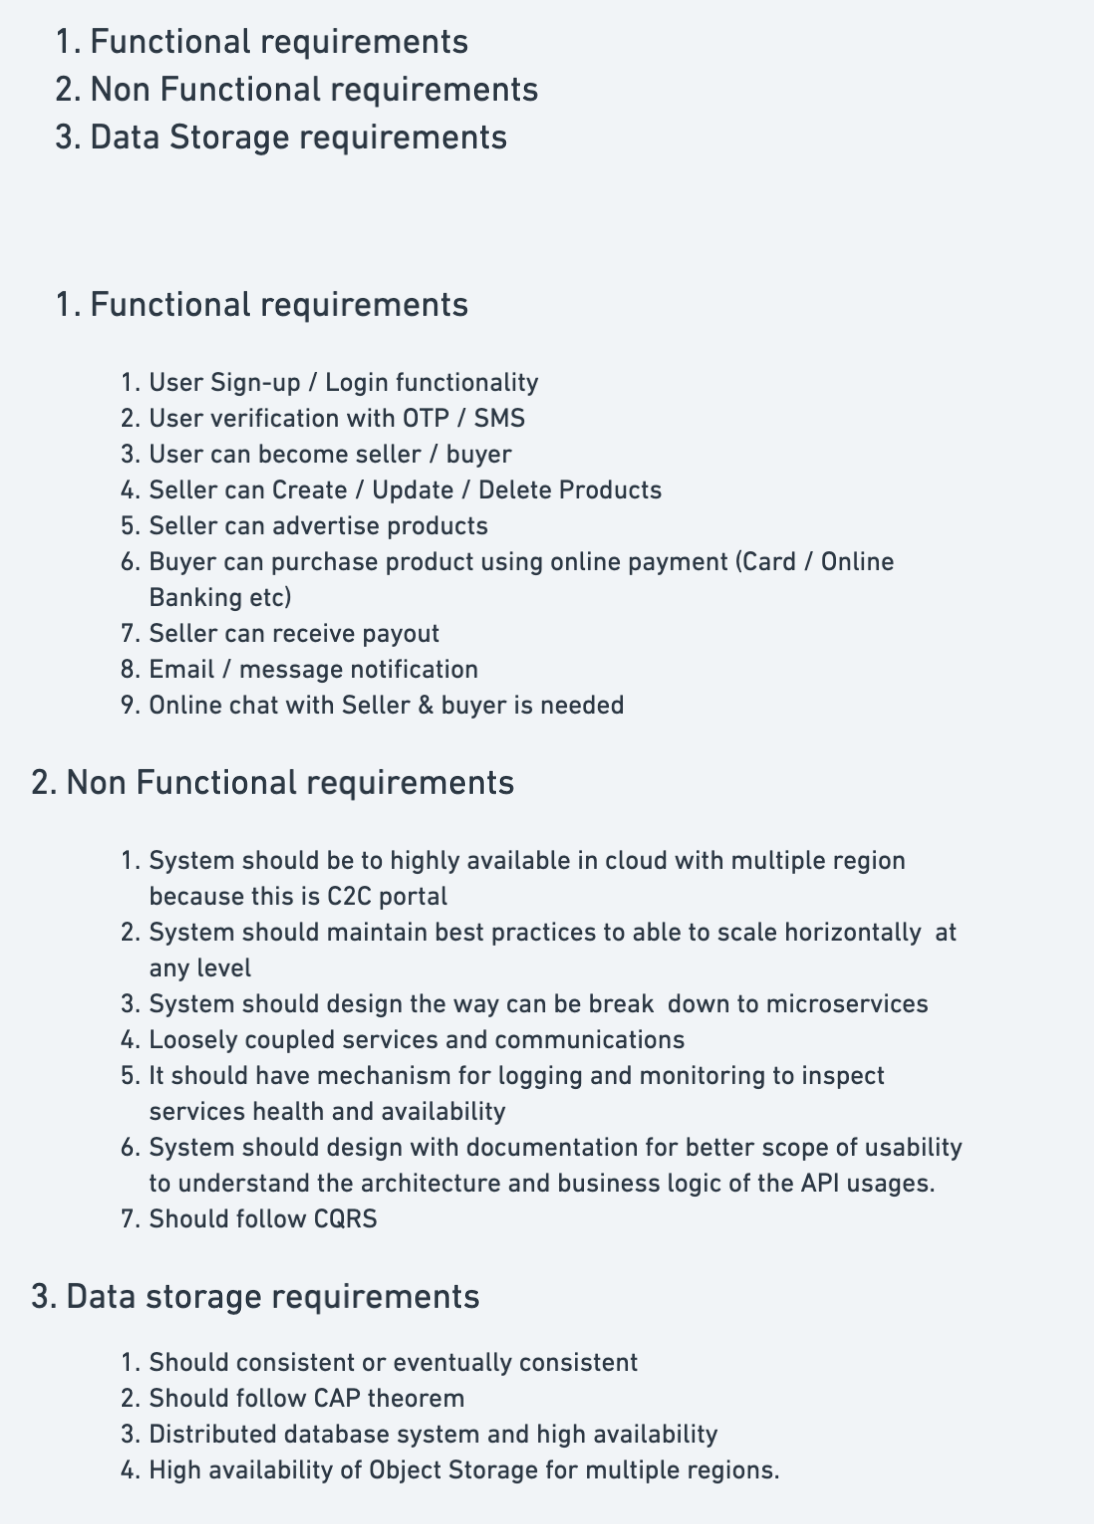 1. Functional requirements
2. Non Functional requirements
3. Data Storage requirements
1. Functional requirements
1. User Sign-up / Login functionality
2. User verification with OTP / SMS
3. User can become seller / buyer
4. Seller can Create / Update / Delete Products
5. Seller can advertise products
6. Buyer can purchase product using online payment (Card / Online
Banking etc)
7. Seller can receive payout
8. Email / message notification
9. Online chat with Seller & buyer is needed
2. Non Functional requirements
1. System should be to highly available in cloud with multiple region
because this is C2C portal
2. System should maintain best practices to able to scale horizontally  at
any level
3. System should design the way can be break  down to microservices
4. Loosely coupled services and communications
5. It should have mechanism for logging and monitoring to inspect
services health and availability
6. System should design with documentation for better scope of usability
to understand the architecture and business logic of the API usages.
7. Should follow CQRS
3. Data storage requirements
1. Should consistent or eventually consistent
2. Should follow CAP theorem
3. Distributed database system and high availability
4. High availability of Object Storage for multiple regions.